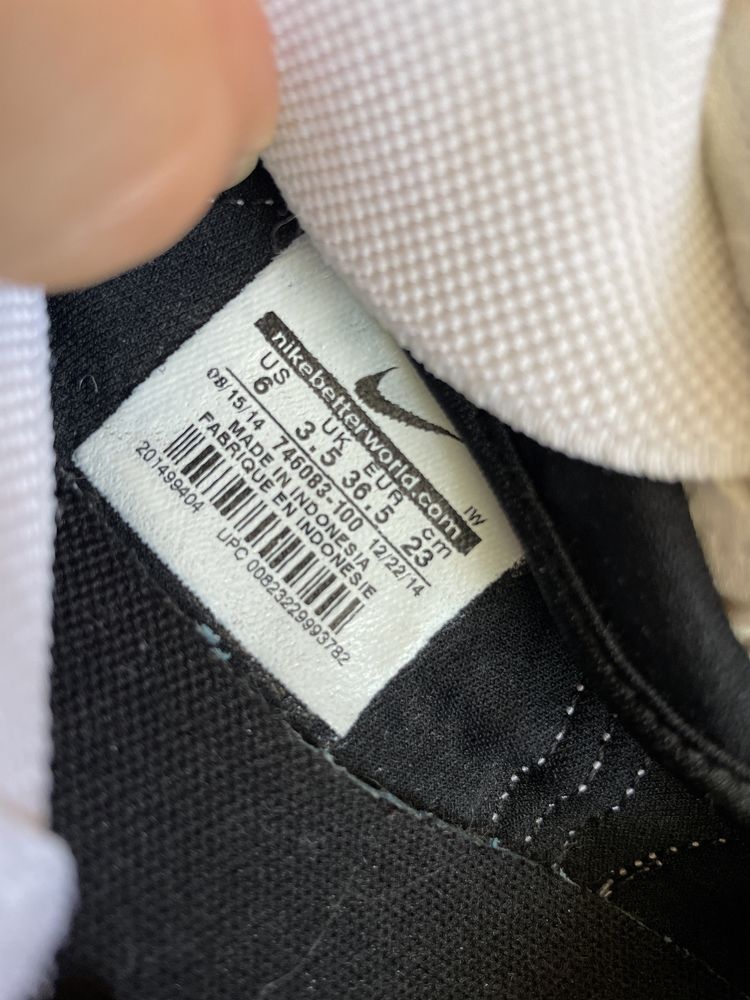 nikebetterworld.com
US UK EUR cm
6 3.5 36.5 23
IW
08/15/14 746083-100 12/22/14
MADE IN INDONESIA
FABRIQUE EN INDONESIE
201499404 UPC 00823229993782